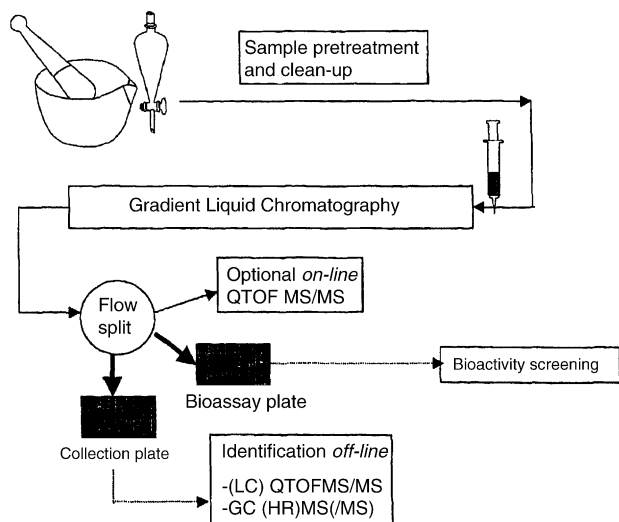 Sample pretreatment
and clean-up
Gradient Liquid Chromatography
Optional on-line
QTOF MS/MS
Flow
split
Bioassay plate
Bioactivity screening
Collection plate
Identification off-line
-(LC) QTOFMS/MS
-GC (HR)MS(/MS)